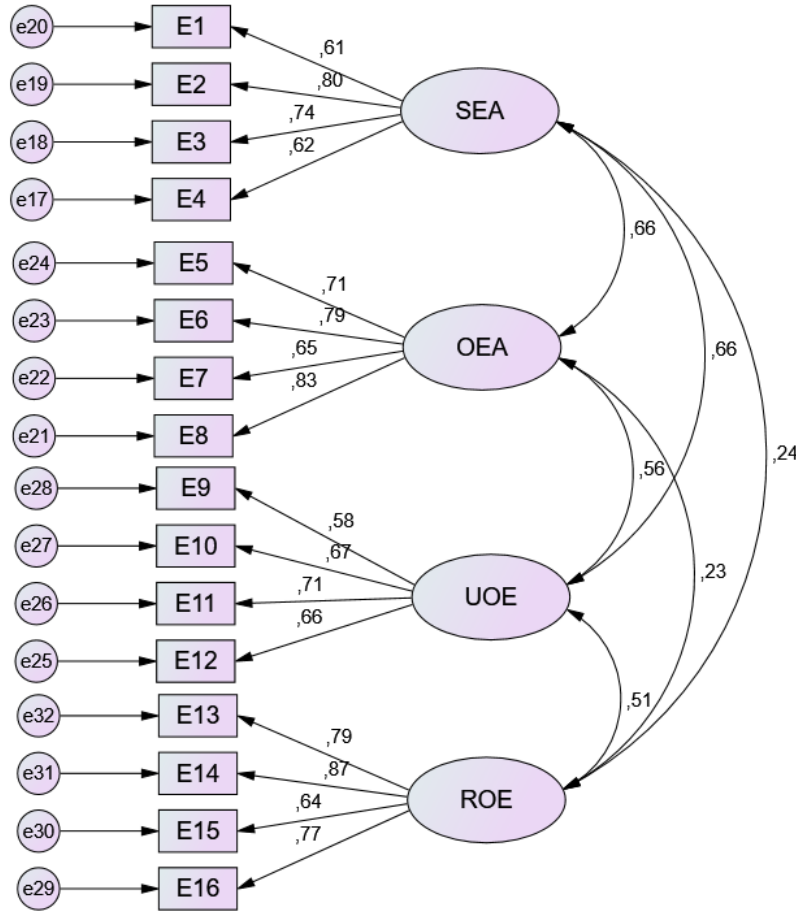 e20 E1
,61
e19 E2 ,80 SEA
e18 E3 ,74
,62
e17 E4
,66
e24 E5
,71
e23 E6 ,79
OEA ,66
e22 E7 ,65
,83
e21 E8
,24
,56
e28 E9
,58
e27 E10 ,67
,23
e26 E11 ,71 UOE
,66
e25 E12
,51
e32 E13
,79
e31 E14 ,87
ROE
e30 E15 ,64
,77
e29 E16